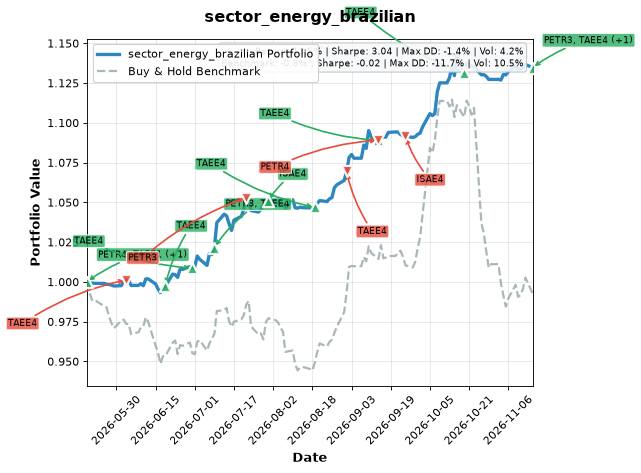 TAEE4
sector_energy_brazilian
PETR3, TAEE4 (+1)
sector_energy_brazilian Portfolio
Buy & Hold Benchmark
% | Sharpe: 3.04 | Max DD: -1.4% | Vol: 4.2%
| Sharpe: -0.02 | Max DD: -11.7% | Vol: 10.5%
1.150
1.125
1.100
1.075
1.050
1.025
1.000
0.975
0.950
Portfolio Value
TAEE4
PETR4
TAEE4
ISAE4
ISAE4
PETR3, TAEE4
TAEE4
TAEE4
TAEE4
(+1)
PETR3
TAEE4
2026-05-30
2026-06-15
2026-07-01
2026-07-17
2026-08-02
2026-08-18
2026-09-03
2026-09-19
2026-10-05
2026-10-21
2026-11-06
Date